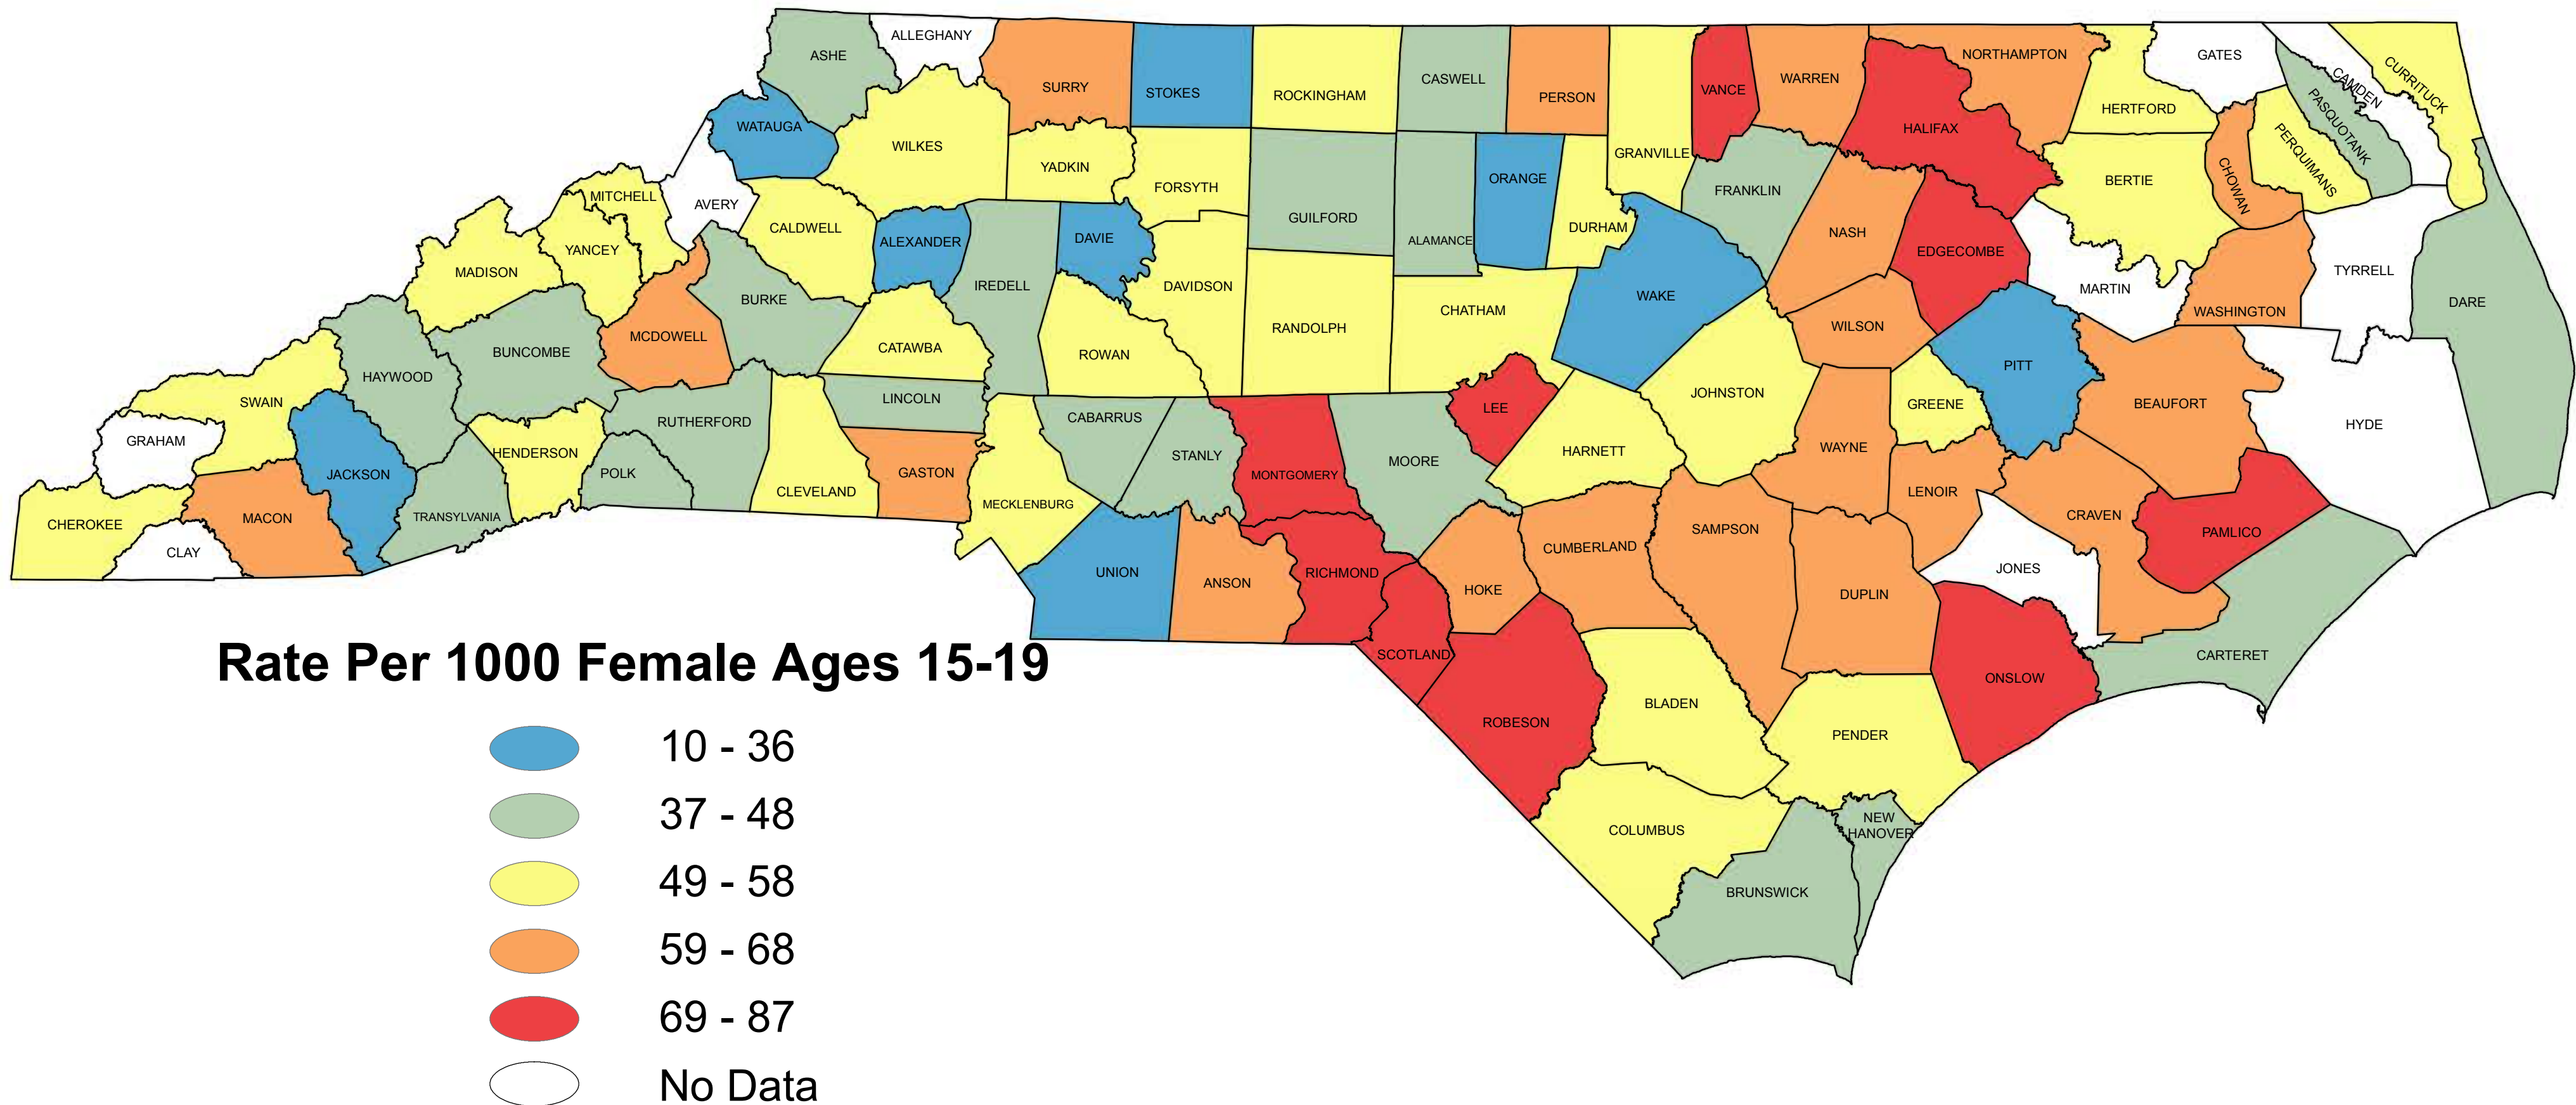 ASHE
ALLEGHANY
SURRY
STOKES
ROCKINGHAM
CASWELL
PERSON
VANCE
WARREN
NORTHAMPTON
GATES
CAMDEN
CURRITUCK
PASQUOTANK
HERTFORD
WATAUGA
WILKES
YADKIN
FORSYTH
GUILFORD
ALAMANCE
ORANGE
DURHAM
GRANVILLE
FRANKLIN
HALIFAX
BERTIE
CHOWAN
PERQUIMANS
MITCHELL
AVERY
CALDWELL
ALEXANDER
IREDELL
DAVIE
DAVIDSON
NASH
EDGECOMBE
MARTIN
WASHINGTON
TYRRELL
DARE
MADISON
YANCEY
BURKE
CATAWBA
ROWAN
RANDOLPH
CHATHAM
WAKE
WILSON
PITT
BEAUFORT
HYDE
HAYWOOD
BUNCOMBE
MCDOWELL
SWAIN
GRAHAM
JACKSON
HENDERSON
RUTHERFORD
POLK
CLEVELAND
LINCOLN
GASTON
CABARRUS
STANLY
MONTGOMERY
MOORE
LEE
HARNETT
JOHNSTON
WAYNE
GREENE
LENOIR
CRAVEN
PAMLICO
CHEROKEE
CLAY
MACON
TRANSYLVANIA
MECKLENBURG
UNION
ANSON
RICHMOND
SCOTLAND
HOKE
CUMBERLAND
SAMPSON
DUPLIN
JONES
ONSLOW
CARTERET
ROBESON
BLADEN
PENDER
COLUMBUS
BRUNSWICK
NEW
HANOVER
Rate Per 1000 Female Ages 15-19
10 - 36
37 - 48
49 - 58
59 - 68
69 - 87
No Data